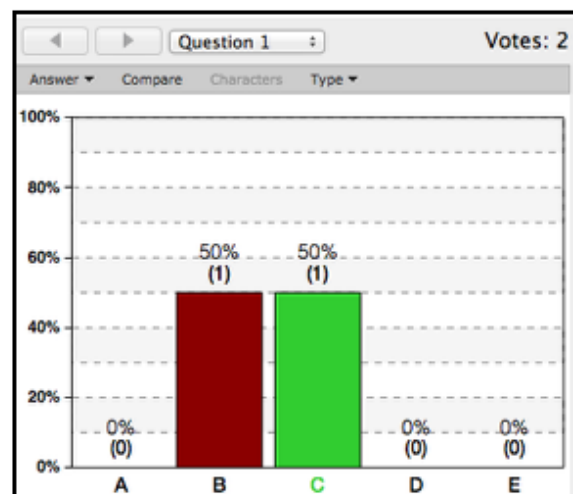 Question 1 Votes: 2
Answer Compare Characters Type
100%
80%
60%
40%
20%
0%
50% 50%
(1) (1)
0% 0% 0%
(0) (0) (0)
A B C D E